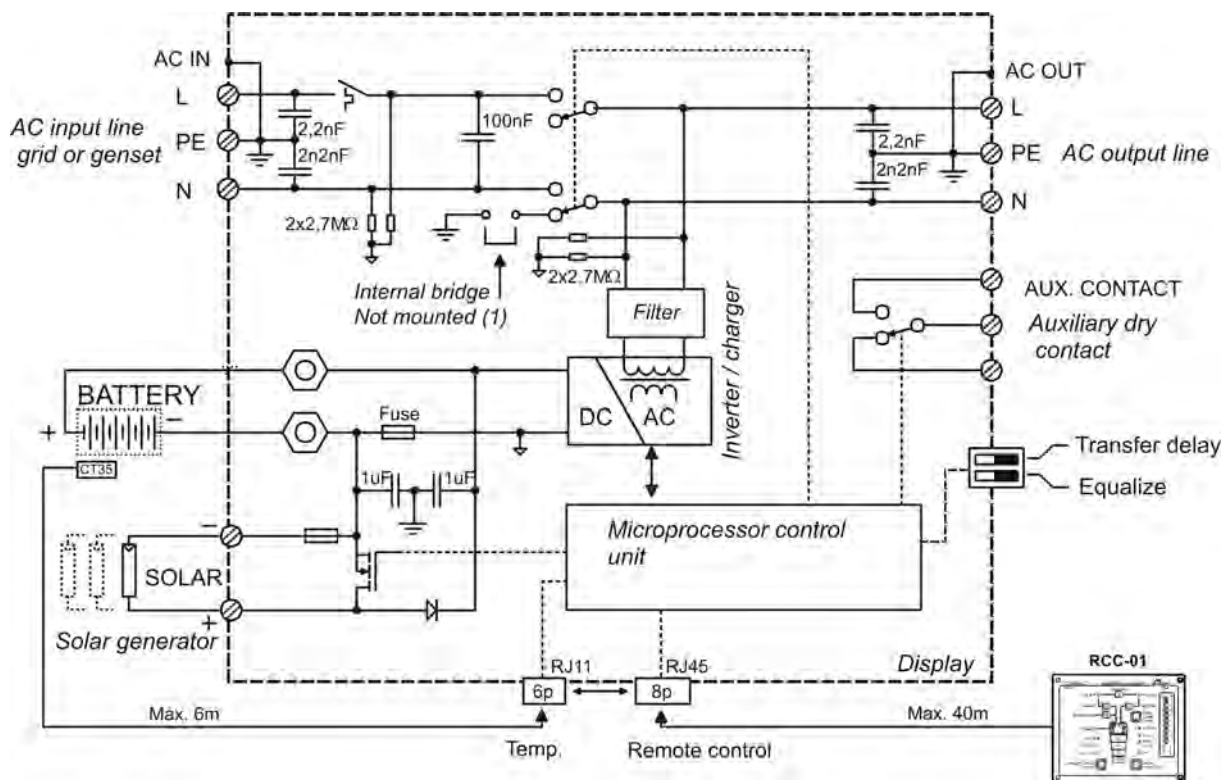 AC IN
L
AC input line
grid or genset
PE
N
2,2nF
2n2nF
100nF
2x2,7MΩ
Internal bridge
Not mounted (1)
2x2,7MΩ
Filter
DC
AC
Inverter / charger
AC OUT
L
2,2nF
PE
2n2nF
AC output line
N
AUX. CONTACT
Auxiliary dry
contact
Transfer delay
Equalize
BATTERY
+
−
CT35
Fuse
1uF
1uF
−
SOLAR
+
Solar generator
Microprocessor control
unit
Display
RJ11
RJ45
6p
8p
Max. 6m
Temp.
Remote control
Max. 40m
RCC-01